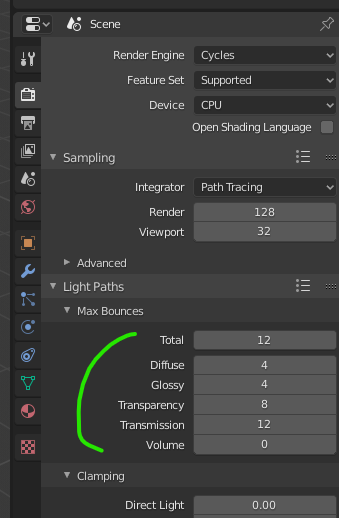 Scene
Render Engine Cycles
Feature Set Supported
Device CPU
Open Shading Language
Sampling
Integrator Path Tracing
Render 128
Viewport 32
Advanced
Light Paths
Max Bounces
Total 12
Diffuse 4
Glossy 4
Transparency 8
Transmission 12
Volume 0
Clamping
Direct Light 0.00